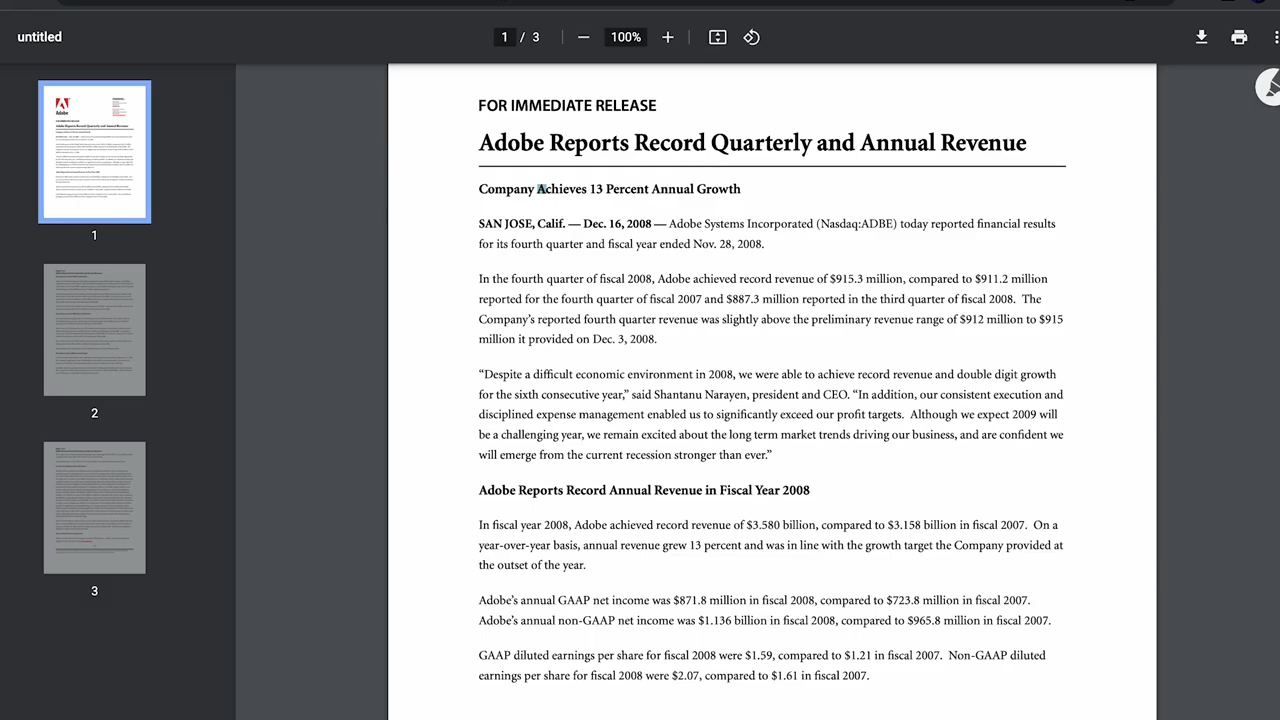 untitled
1 / 3
100%
Adobe
1
2
3
FOR IMMEDIATE RELEASE
Adobe Reports Record Quarterly and Annual Revenue
Company Achieves 13 Percent Annual Growth
SAN JOSE, Calif. — Dec. 16, 2008 — Adobe Systems Incorporated (Nasdaq:ADBE) today reported financial results
for its fourth quarter and fiscal year ended Nov. 28, 2008.
In the fourth quarter of fiscal 2008, Adobe achieved record revenue of $915.3 million, compared to $911.2 million
reported for the fourth quarter of fiscal 2007 and $887.3 million reported in the third quarter of fiscal 2008.  The
Company’s reported fourth quarter revenue was slightly above the preliminary revenue range of $912 million to $915
million it provided on Dec. 3, 2008.
“Despite a difficult economic environment in 2008, we were able to achieve record revenue and double digit growth
for the sixth consecutive year,” said Shantanu Narayen, president and CEO. “In addition, our consistent execution and
disciplined expense management enabled us to significantly exceed our profit targets.  Although we expect 2009 will
be a challenging year, we remain excited about the long term market trends driving our business, and are confident we
will emerge from the current recession stronger than ever.”
Adobe Reports Record Annual Revenue in Fiscal Year 2008
In fiscal year 2008, Adobe achieved record revenue of $3.580 billion, compared to $3.158 billion in fiscal 2007.  On a
year-over-year basis, annual revenue grew 13 percent and was in line with the growth target the Company provided at
the outset of the year.
Adobe’s annual GAAP net income was $871.8 million in fiscal 2008, compared to $723.8 million in fiscal 2007.
Adobe’s annual non-GAAP net income was $1.136 billion in fiscal 2008, compared to $965.8 million in fiscal 2007.
GAAP diluted earnings per share for fiscal 2008 were $1.59, compared to $1.21 in fiscal 2007.  Non-GAAP diluted
earnings per share for fiscal 2008 were $2.07, compared to $1.61 in fiscal 2007.